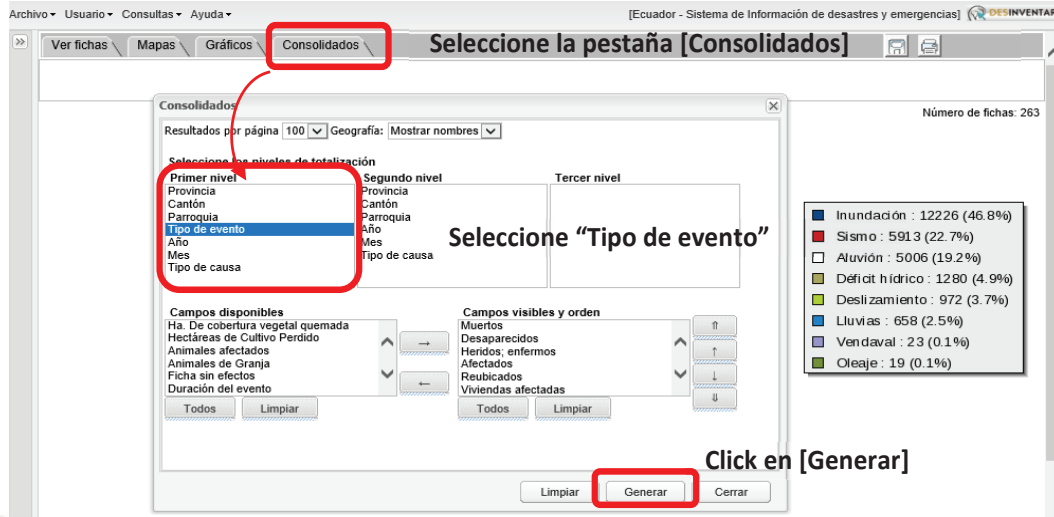 Archivo Usuario Consultas Ayuda [Ecuador - Sistema de Información de desastres y emergencias] DESINVENTAR
Ver fichas Mapas Gráficos Consolidados Seleccione la pestaña [Consolidados]
Número de fichas: 263
Consolidados
Resultados por página 100 Geografía: Mostrar nombres
Seleccione los niveles de totalización
Primer nivel Segundo nivel Tercer nivel
Provincia Provincia
Cantón Cantón
Parroquia Parroquia
Tipo de evento Año
Año Mes
Mes Tipo de causa
Tipo de causa
Seleccione “Tipo de evento”
Inundación : 12226 (46.8%)
Sismo : 5913 (22.7%)
Aluvión : 5006 (19.2%)
Déficit hídrico : 1280 (4.9%)
Deslizamiento : 972 (3.7%)
Lluvias : 658 (2.5%)
Vendaval : 23 (0.1%)
Oleaje : 19 (0.1%)
Campos disponibles Campos visibles y orden
Ha. De cobertura vegetal quemada Muertos
Hectáreas de Cultivo Perdido Desaparecidos
Animales afectados Heridos; enfermos
Animales de Granja Afectados
Ficha sin efectos Reubicados
Duración del evento Viviendas afectadas
Todos Limpiar Todos Limpiar
Click en [Generar]
Limpiar Generar Cerrar